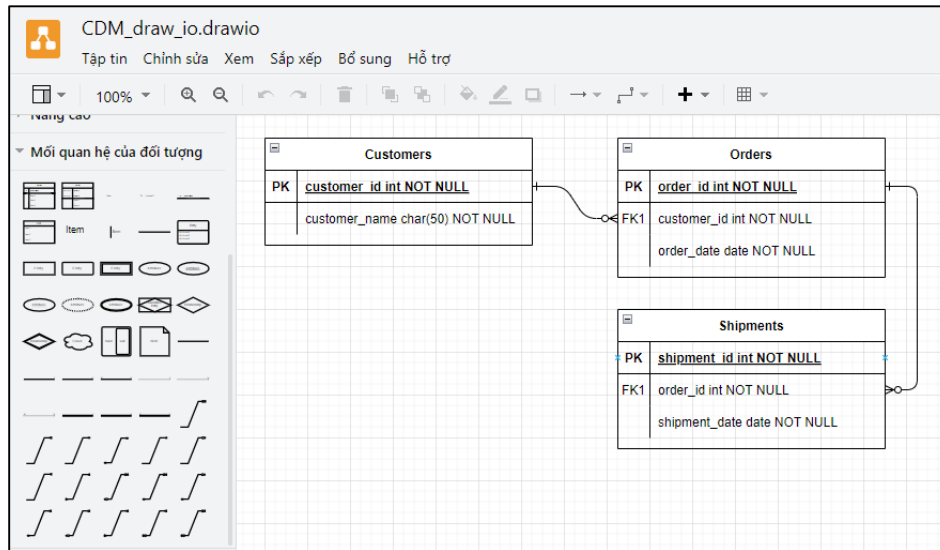 CDM_draw_io.drawio
Tập tin Chỉnh sửa Xem Sắp xếp Bổ sung Hỗ trợ
100%
Nâng cao
Mối quan hệ của đối tượng
Item
Customers
PK customer_id int NOT NULL
customer_name char(50) NOT NULL
Orders
PK order_id int NOT NULL
FK1 customer_id int NOT NULL
order_date date NOT NULL
Shipments
PK shipment_id int NOT NULL
FK1 order_id int NOT NULL
shipment_date date NOT NULL